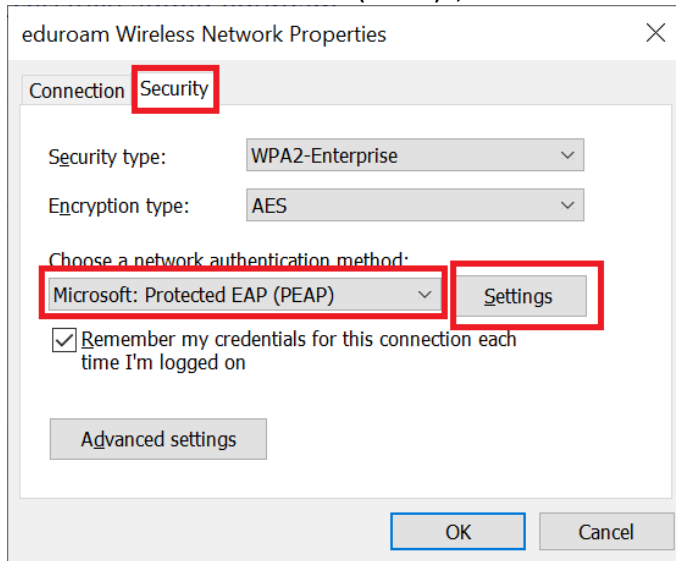 eduroam Wireless Network Properties
Connection Security
Security type: WPA2-Enterprise
Encryption type: AES
Choose a network authentication method:
Microsoft: Protected EAP (PEAP) Settings
Remember my credentials for this connection each
time I'm logged on
Advanced settings
OK Cancel